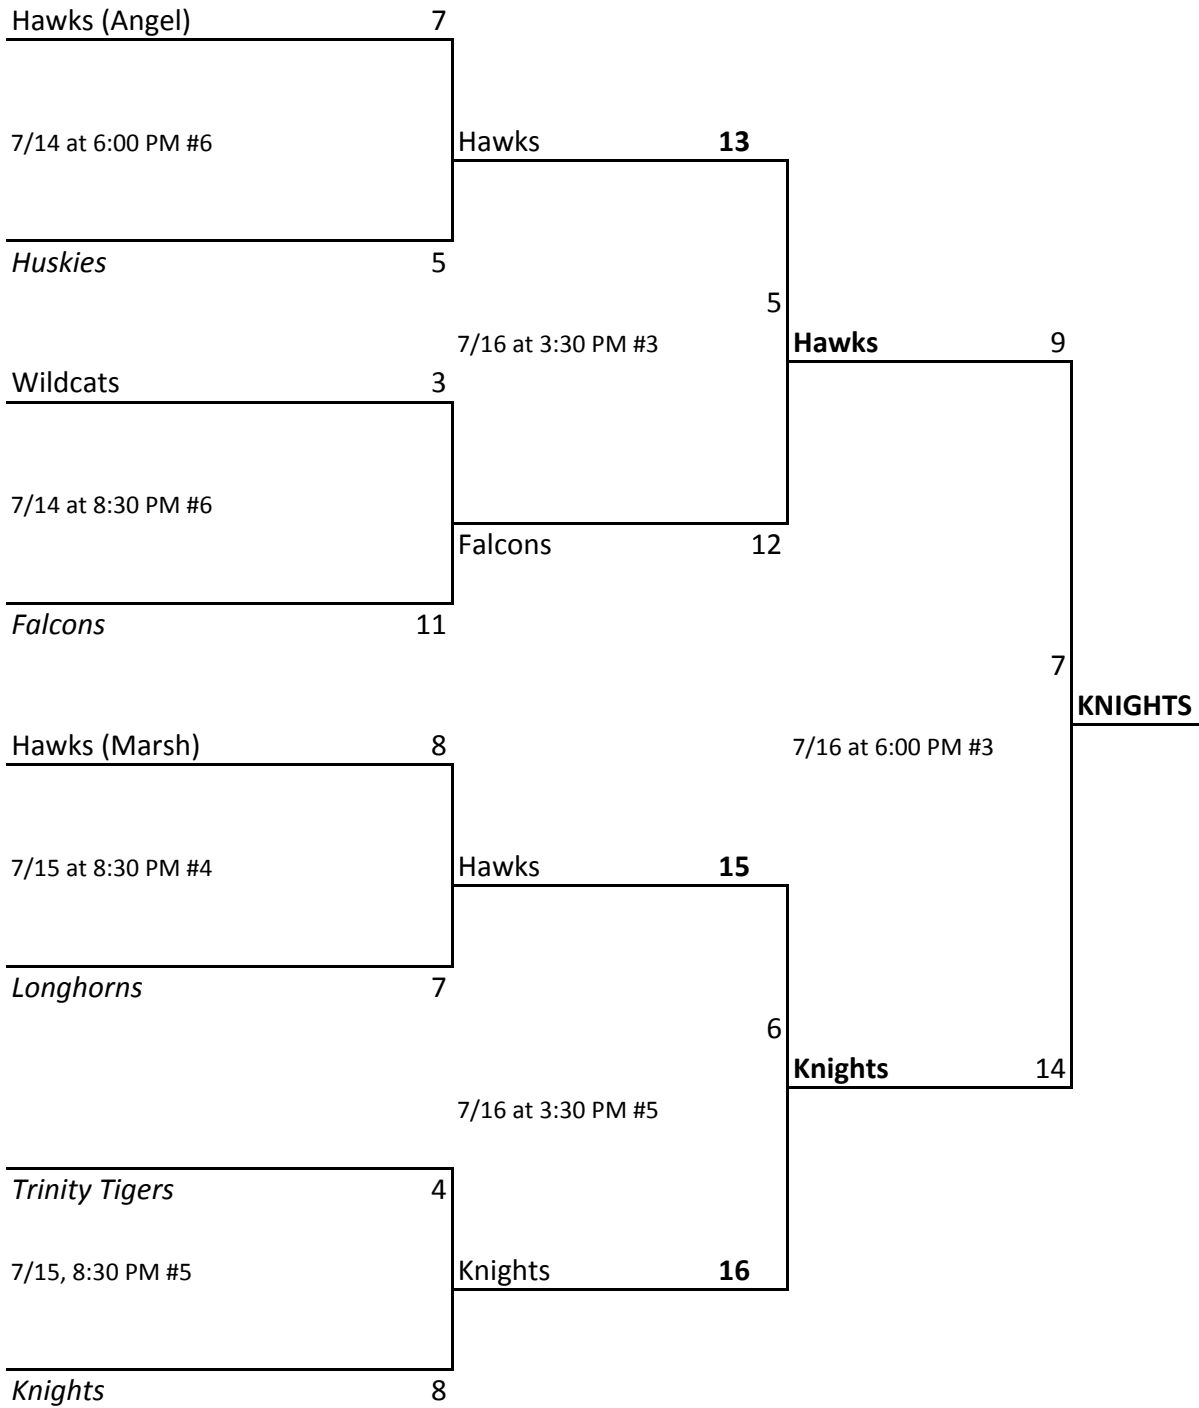 Hawks (Angel) 7
7/14 at 6:00 PM #6
Hawks 13
Huskies 5
5
7/16 at 3:30 PM #3
Hawks 9
Wildcats 3
7/14 at 8:30 PM #6
Falcons 12
Falcons 11
7
KNIGHTS
Hawks (Marsh) 8
7/16 at 6:00 PM #3
7/15 at 8:30 PM #4
Hawks 15
Longhorns 7
6
Knights 14
7/16 at 3:30 PM #5
Trinity Tigers 4
7/15, 8:30 PM #5
Knights 16
Knights 8